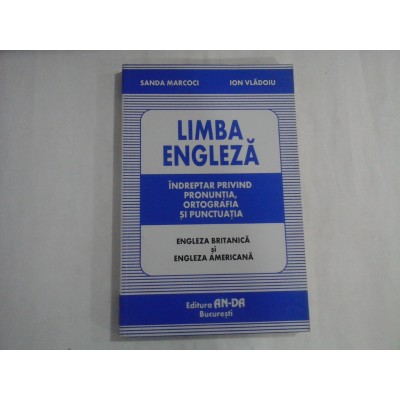 SANDA MARCOCI ION VLĂDOIU
LIMBA
ENGLEZĂ
ÎNDREPTAR PRIVIND
PRONUNȚIA,
ORTOGRAFIA
ȘI PUNCTUAȚIA
ENGLEZA BRITANICĂ
și
ENGLEZA AMERICANĂ
Editura AN-DA
București